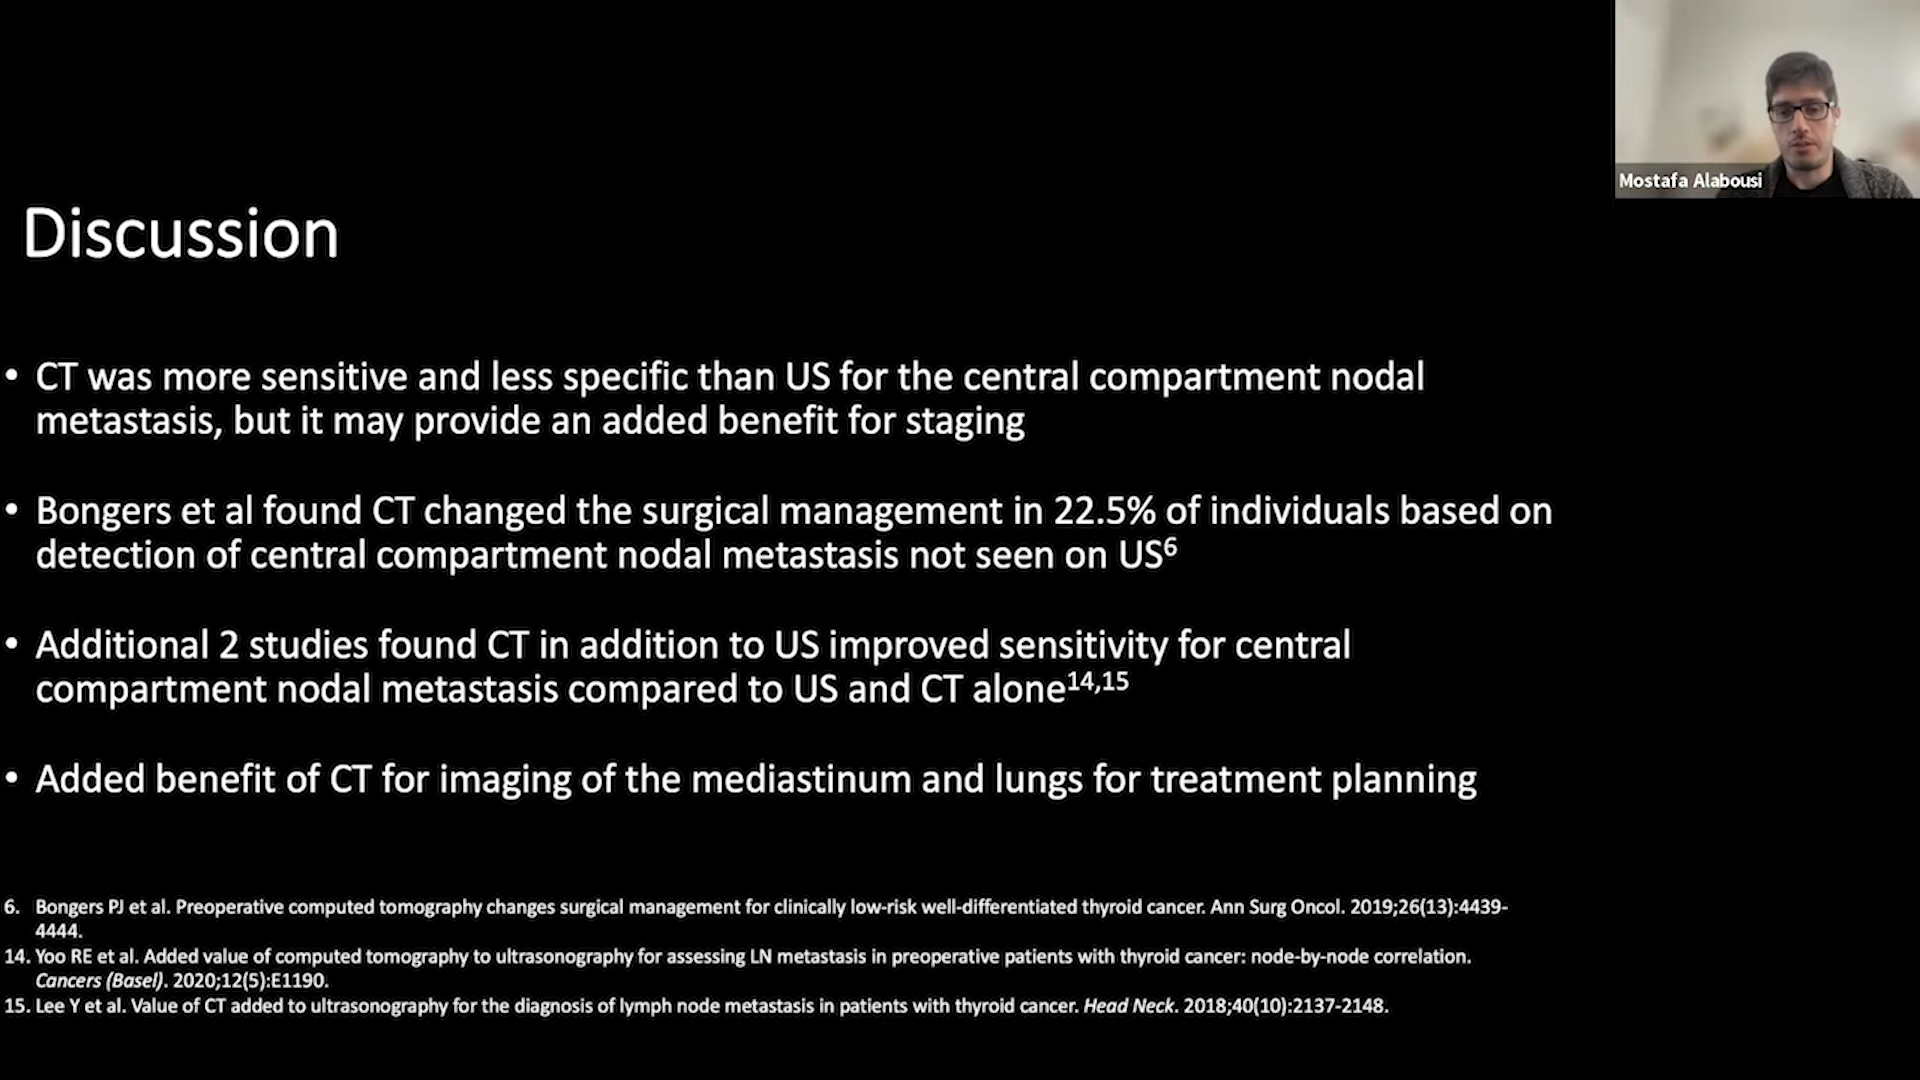 Mostafa Alabousi
Discussion
• CT was more sensitive and less specific than US for the central compartment nodal
metastasis, but it may provide an added benefit for staging
• Bongers et al found CT changed the surgical management in 22.5% of individuals based on
detection of central compartment nodal metastasis not seen on US⁶
• Additional 2 studies found CT in addition to US improved sensitivity for central
compartment nodal metastasis compared to US and CT alone¹⁴,¹⁵
• Added benefit of CT for imaging of the mediastinum and lungs for treatment planning
6. Bongers PJ et al. Preoperative computed tomography changes surgical management for clinically low-risk well-differentiated thyroid cancer. Ann Surg Oncol. 2019;26(13):4439-
4444.
14. Yoo RE et al. Added value of computed tomography to ultrasonography for assessing LN metastasis in preoperative patients with thyroid cancer: node-by-node correlation.
Cancers (Basel). 2020;12(5):E1190.
15. Lee Y et al. Value of CT added to ultrasonography for the diagnosis of lymph node metastasis in patients with thyroid cancer. Head Neck. 2018;40(10):2137-2148.